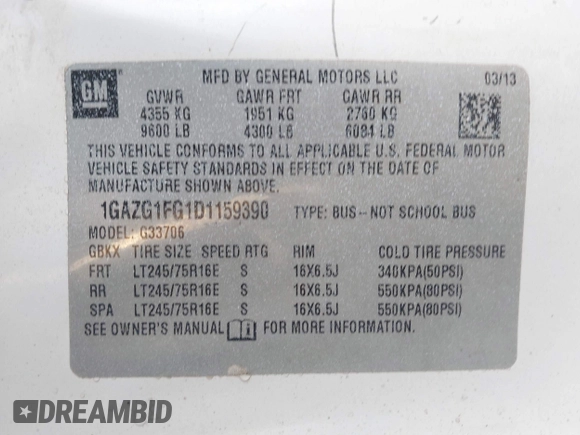 GM
MFD BY GENERAL MOTORS LLC 03/13
GVWR GAWR FRT GAWR RR
4355 KG 1951 KG 2760 KG
9600 LB 4300 LB 6084 LB
THIS VEHICLE CONFORMS TO ALL APPLICABLE U.S. FEDERAL MOTOR
VEHICLE SAFETY STANDARDS IN EFFECT ON THE DATE OF
MANUFACTURE SHOWN ABOVE.
1GAZG1FG1D1159390 TYPE: BUS – NOT SCHOOL BUS
MODEL: G33706
GBKX TIRE SIZE SPEED RTG RIM COLD TIRE PRESSURE
FRT LT245/75R16E S 16X6.5J 340KPA(50PSI)
RR LT245/75R16E S 16X6.5J 550KPA(80PSI)
SPA LT245/75R16E S 16X6.5J 550KPA(80PSI)
SEE OWNER'S MANUAL FOR MORE INFORMATION.
DREAMBID